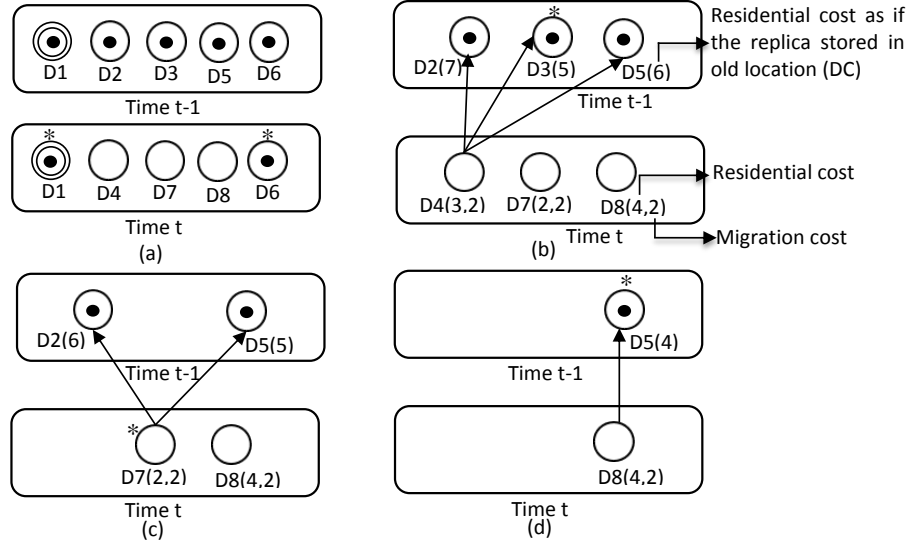 D1 D2 D3 D5 D6
Time t-1
* *
D1 D4 D7 D8 D6
Time t
(a)
*
D2(7) D3(5) D5(6)
Time t-1
Residential cost as if
the replica stored in
old location (DC)
D4(3,2) D7(2,2) D8(4,2)
Time t
Residential cost
Migration cost
(b)
D2(6) D5(5)
Time t-1
*
D7(2,2) D8(4,2)
Time t
(c)
*
D5(4)
Time t-1
D8(4,2)
Time t
(d)